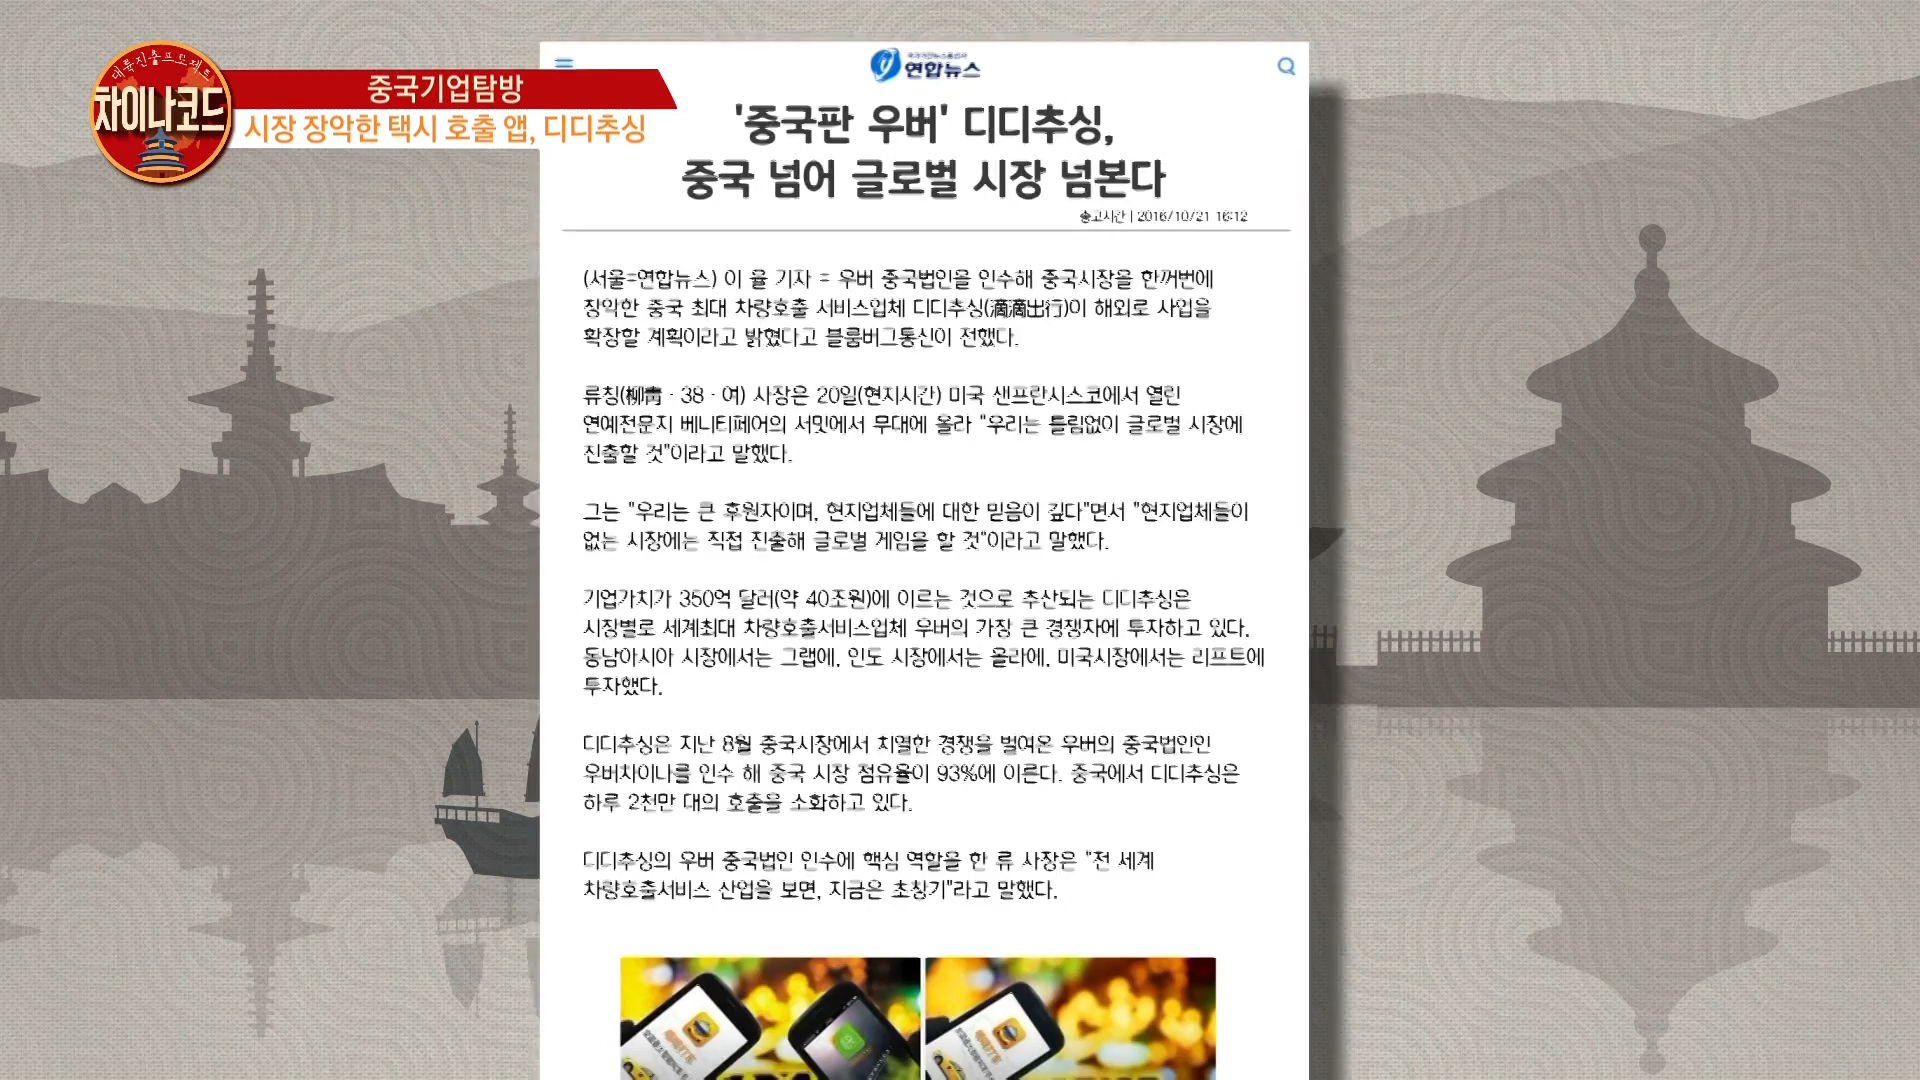 대륙진출프로젝트
차이나코드
중국기업탐방
시장 장악한 택시 호출 앱, 디디추싱
국가기간뉴스통신사
연합뉴스
'중국판 우버' 디디추싱,
중국 넘어 글로벌 시장 넘본다
출고시간 | 2016/10/21 16:12
(서울=연합뉴스) 이 율 기자 = 우버 중국법인을 인수해 중국시장을 한꺼번에
장악한 중국 최대 차량호출 서비스업체 디디추싱(滴滴出行)이 해외로 사업을
확장할 계획이라고 밝혔다고 블룸버그통신이 전했다.
류칭(柳靑·38·여) 사장은 20일(현지시간) 미국 샌프란시스코에서 열린
연예전문지 베니티페어의 서밋에서 무대에 올라 "우리는 틀림없이 글로벌 시장에
진출할 것"이라고 말했다.
그는 "우리는 큰 후원자이며, 현지업체들에 대한 믿음이 깊다"면서 "현지업체들이
없는 시장에는 직접 진출해 글로벌 게임을 할 것"이라고 말했다.
기업가치가 350억 달러(약 40조원)에 이르는 것으로 추산되는 디디추싱은
시장별로 세계최대 차량호출서비스업체 우버의 가장 큰 경쟁자에 투자하고 있다.
동남아시아 시장에서는 그랩에, 인도 시장에서는 올라에, 미국시장에서는 리프트에
투자했다.
디디추싱은 지난 8월 중국시장에서 치열한 경쟁을 벌여온 우버의 중국법인인
우버차이나를 인수 해 중국 시장 점유율이 93%에 이른다. 중국에서 디디추싱은
하루 2천만 대의 호출을 소화하고 있다.
디디추싱의 우버 중국법인 인수에 핵심 역할을 한 류 사장은 "전 세계
차량호출서비스 산업을 보면, 지금은 초창기"라고 말했다.